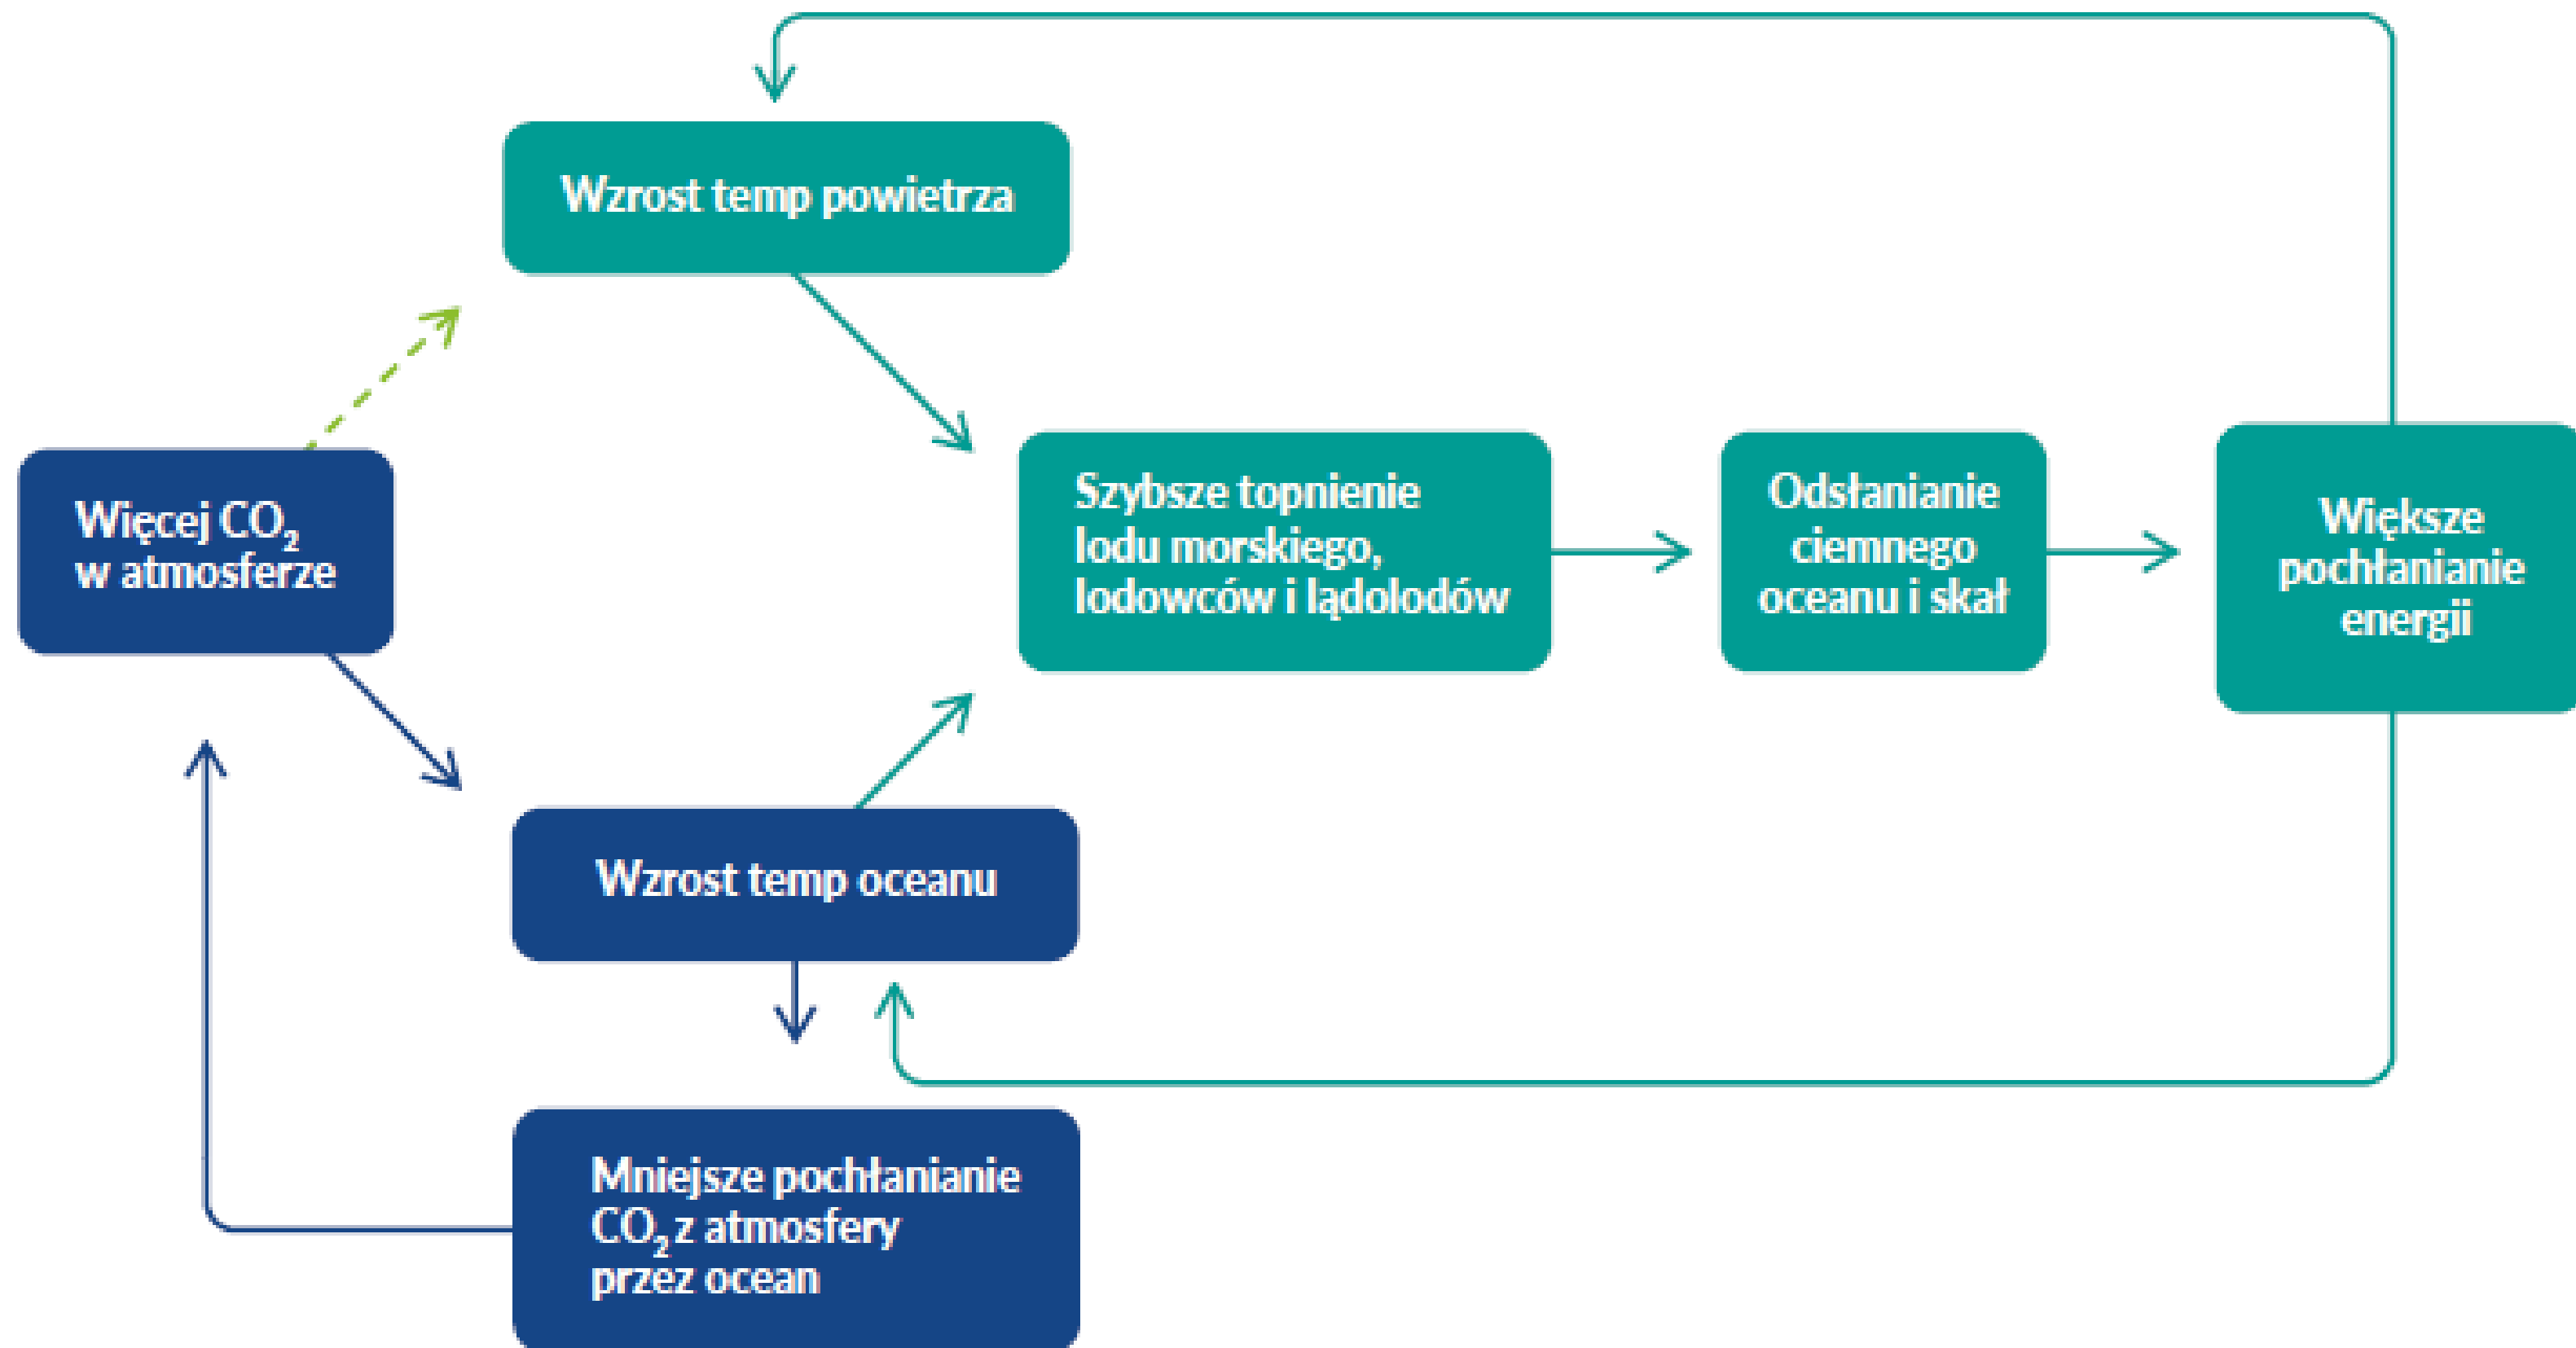 Wzrost temp powietrza
Więcej CO₂
w atmosferze
Szybsze topnienie
lodu morskiego,
lodowców i lądolodów
Odsłanianie
ciemnego
oceanu i skał
Większe
pochłanianie
energii
Wzrost temp oceanu
Mniejsze pochłanianie
CO₂ z atmosfery
przez ocean